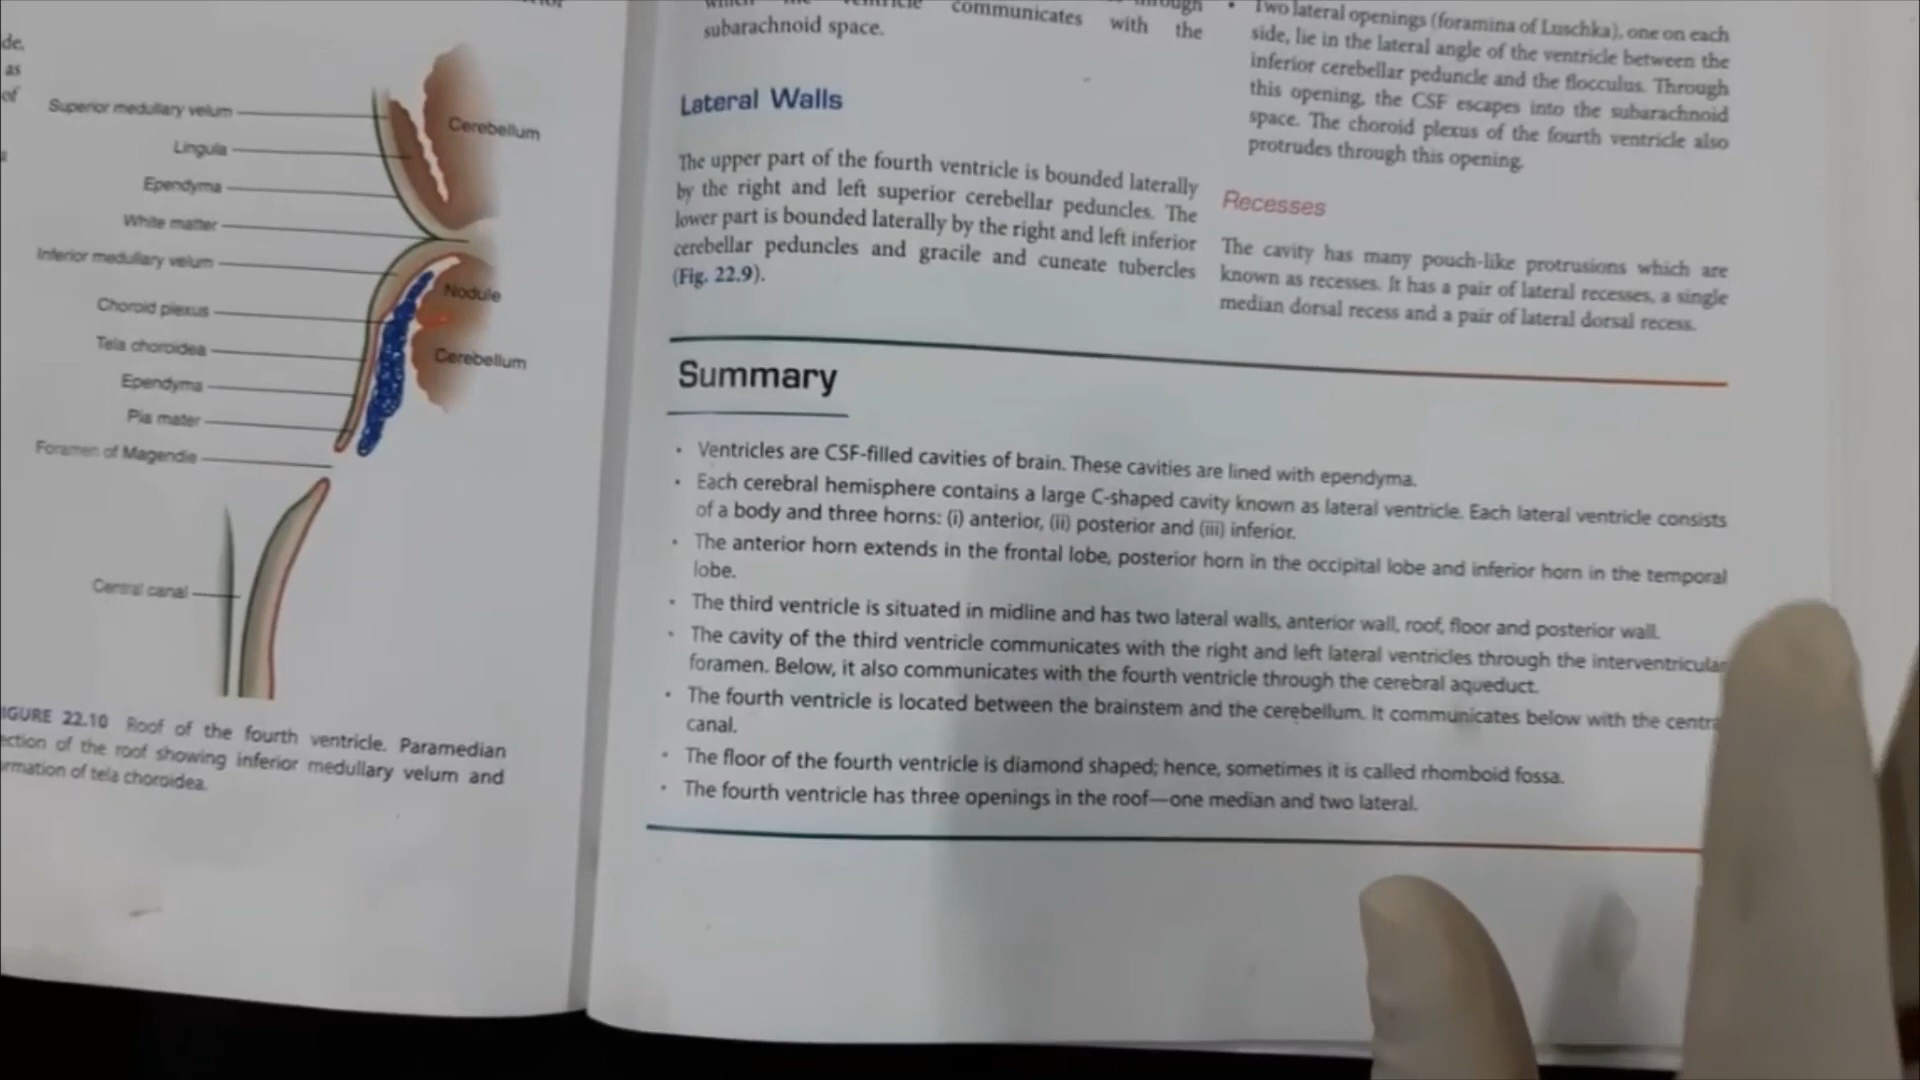 de.
as
of
Superior medullary velum
Cerebellum
Lingula
Ependyma
White matter
Inferior medullary velum
Nodule
Choroid plexus
Tela choroidea
Cerebellum
Ependyma
Pia mater
Foramen of Magendie
Central canal
IGURE 22.10 Roof of the fourth ventricle. Paramedian
ection of the roof showing inferior medullary velum and
rmation of tela choroidea.
communicates with the
subarachnoid space.
Lateral Walls
The upper part of the fourth ventricle is bounded laterally
by the right and left superior cerebellar peduncles. The
lower part is bounded laterally by the right and left inferior
cerebellar peduncles and gracile and cuneate tubercles
(Fig. 22.9).
• Two lateral openings (foramina of Luschka), one on each
side, lie in the lateral angle of the ventricle between the
inferior cerebellar peduncle and the flocculus. Through
this opening, the CSF escapes into the subarachnoid
space. The choroid plexus of the fourth ventricle also
protrudes through this opening.
Recesses
The cavity has many pouch-like protrusions which are
known as recesses. It has a pair of lateral recesses, a single
median dorsal recess and a pair of lateral dorsal recess.
Summary
• Ventricles are CSF-filled cavities of brain. These cavities are lined with ependyma.
• Each cerebral hemisphere contains a large C-shaped cavity known as lateral ventricle. Each lateral ventricle consists
of a body and three horns: (i) anterior, (ii) posterior and (iii) inferior.
• The anterior horn extends in the frontal lobe, posterior horn in the occipital lobe and inferior horn in the temporal
lobe.
• The third ventricle is situated in midline and has two lateral walls, anterior wall, roof, floor and posterior wall.
• The cavity of the third ventricle communicates with the right and left lateral ventricles through the interventricular
foramen. Below, it also communicates with the fourth ventricle through the cerebral aqueduct.
• The fourth ventricle is located between the brainstem and the cerebellum. It communicates below with the centra
canal.
• The floor of the fourth ventricle is diamond shaped; hence, sometimes it is called rhomboid fossa.
• The fourth ventricle has three openings in the roof—one median and two lateral.